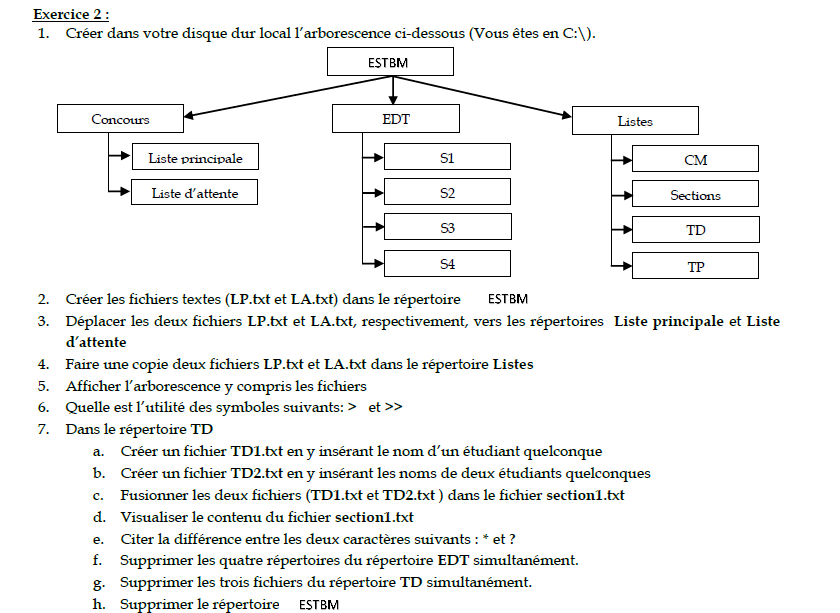 Exercice 2 :
1. Créer dans votre disque dur local l'arborescence ci-dessous (Vous êtes en C:\).
ESTBM
Concours
EDT
Listes
Liste principale
Liste d'attente
S1
S2
S3
S4
CM
Sections
TD
TP
2. Créer les fichiers textes (LP.txt et LA.txt) dans le répertoire ESTBM
3. Déplacer les deux fichiers LP.txt et LA.txt, respectivement, vers les répertoires Liste principale et Liste
d'attente
4. Faire une copie deux fichiers LP.txt et LA.txt dans le répertoire Listes
5. Afficher l'arborescence y compris les fichiers
6. Quelle est l'utilité des symboles suivants: > et >>
7. Dans le répertoire TD
a. Créer un fichier TD1.txt en y insérant le nom d'un étudiant quelconque
b. Créer un fichier TD2.txt en y insérant les noms de deux étudiants quelconques
c. Fusionner les deux fichiers (TD1.txt et TD2.txt ) dans le fichier section1.txt
d. Visualiser le contenu du fichier section1.txt
e. Citer la différence entre les deux caractères suivants : * et ?
f. Supprimer les quatre répertoires du répertoire EDT simultanément.
g. Supprimer les trois fichiers du répertoire TD simultanément.
h. Supprimer le répertoire ESTBM